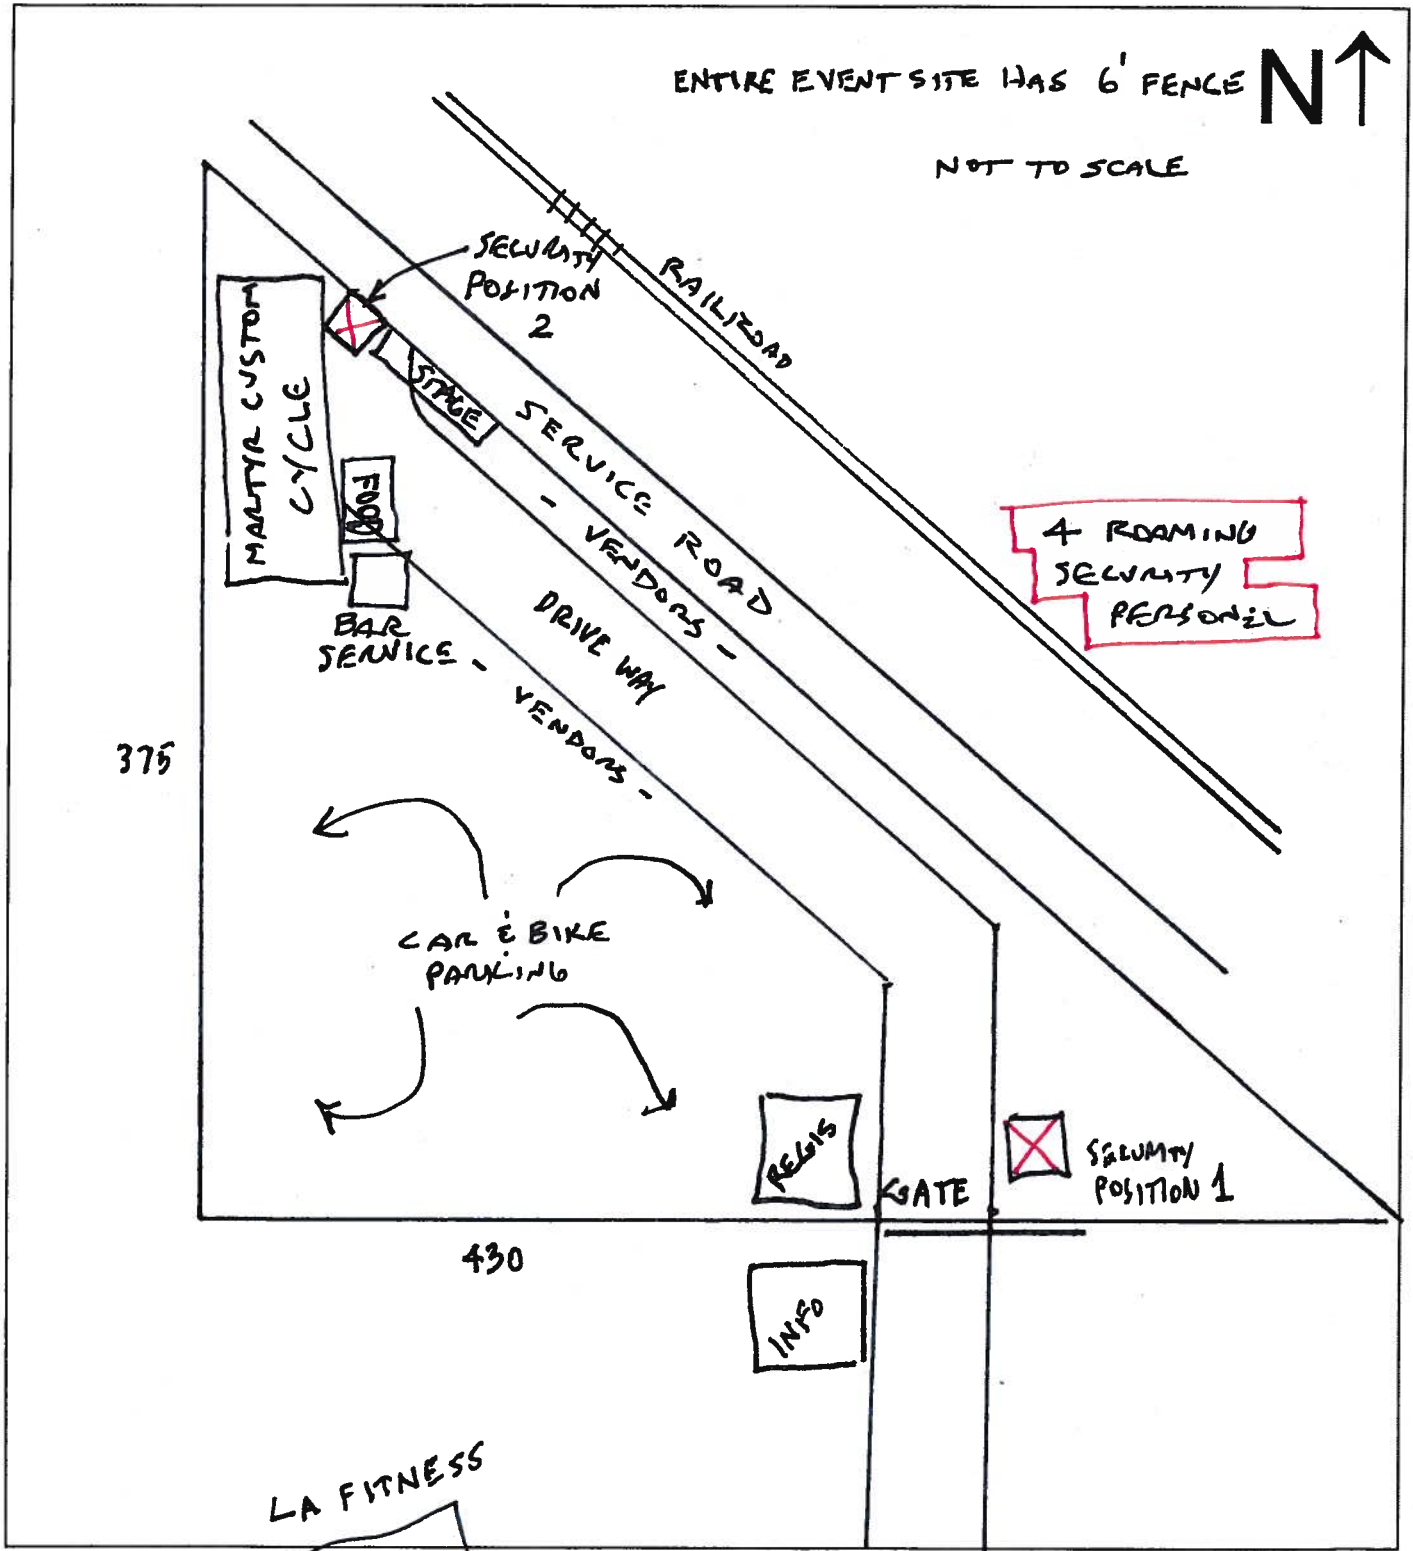 ENTIRE EVENT SITE HAS 6' FENCE
N
NOT TO SCALE
SECURITY
POSITION
2
RAILROAD
MARTYR CUSTOM
CYCLE
STAGE
SERVICE ROAD
FOOD
- VENDORS -
4 ROAMING
SECURITY
PERSONEL
DRIVE WAY
BAR
SERVICE
- VENDORS -
375
CAR & BIKE
PARKING
REGIS
GATE
SECURITY
POSITION 1
430
INFO
LA FITNESS